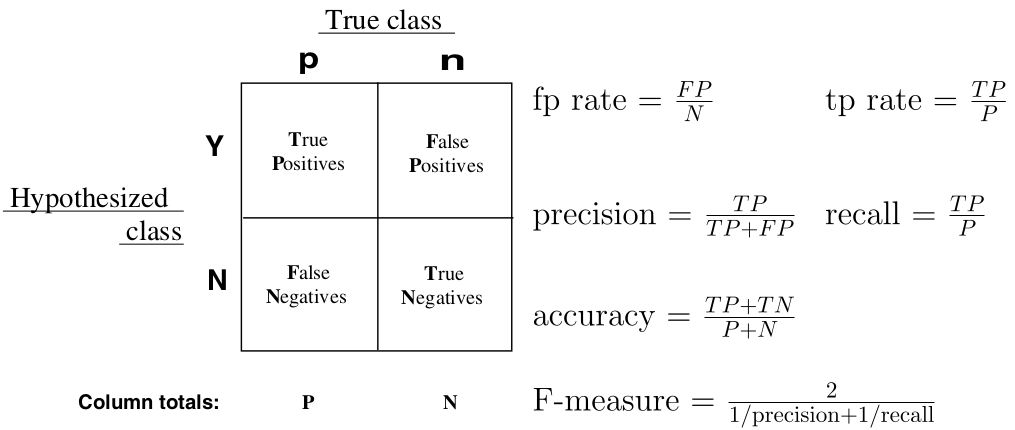 True class
p n
fp rate = FP/N tp rate = TP/P
Y
True
Positives
False
Positives
Hypothesized
class
precision = TP/TP+FP recall = TP/P
N
False
Negatives
True
Negatives
accuracy = TP+TN/P+N
Column totals: P N
F-measure = 2/1/precision+1/recall